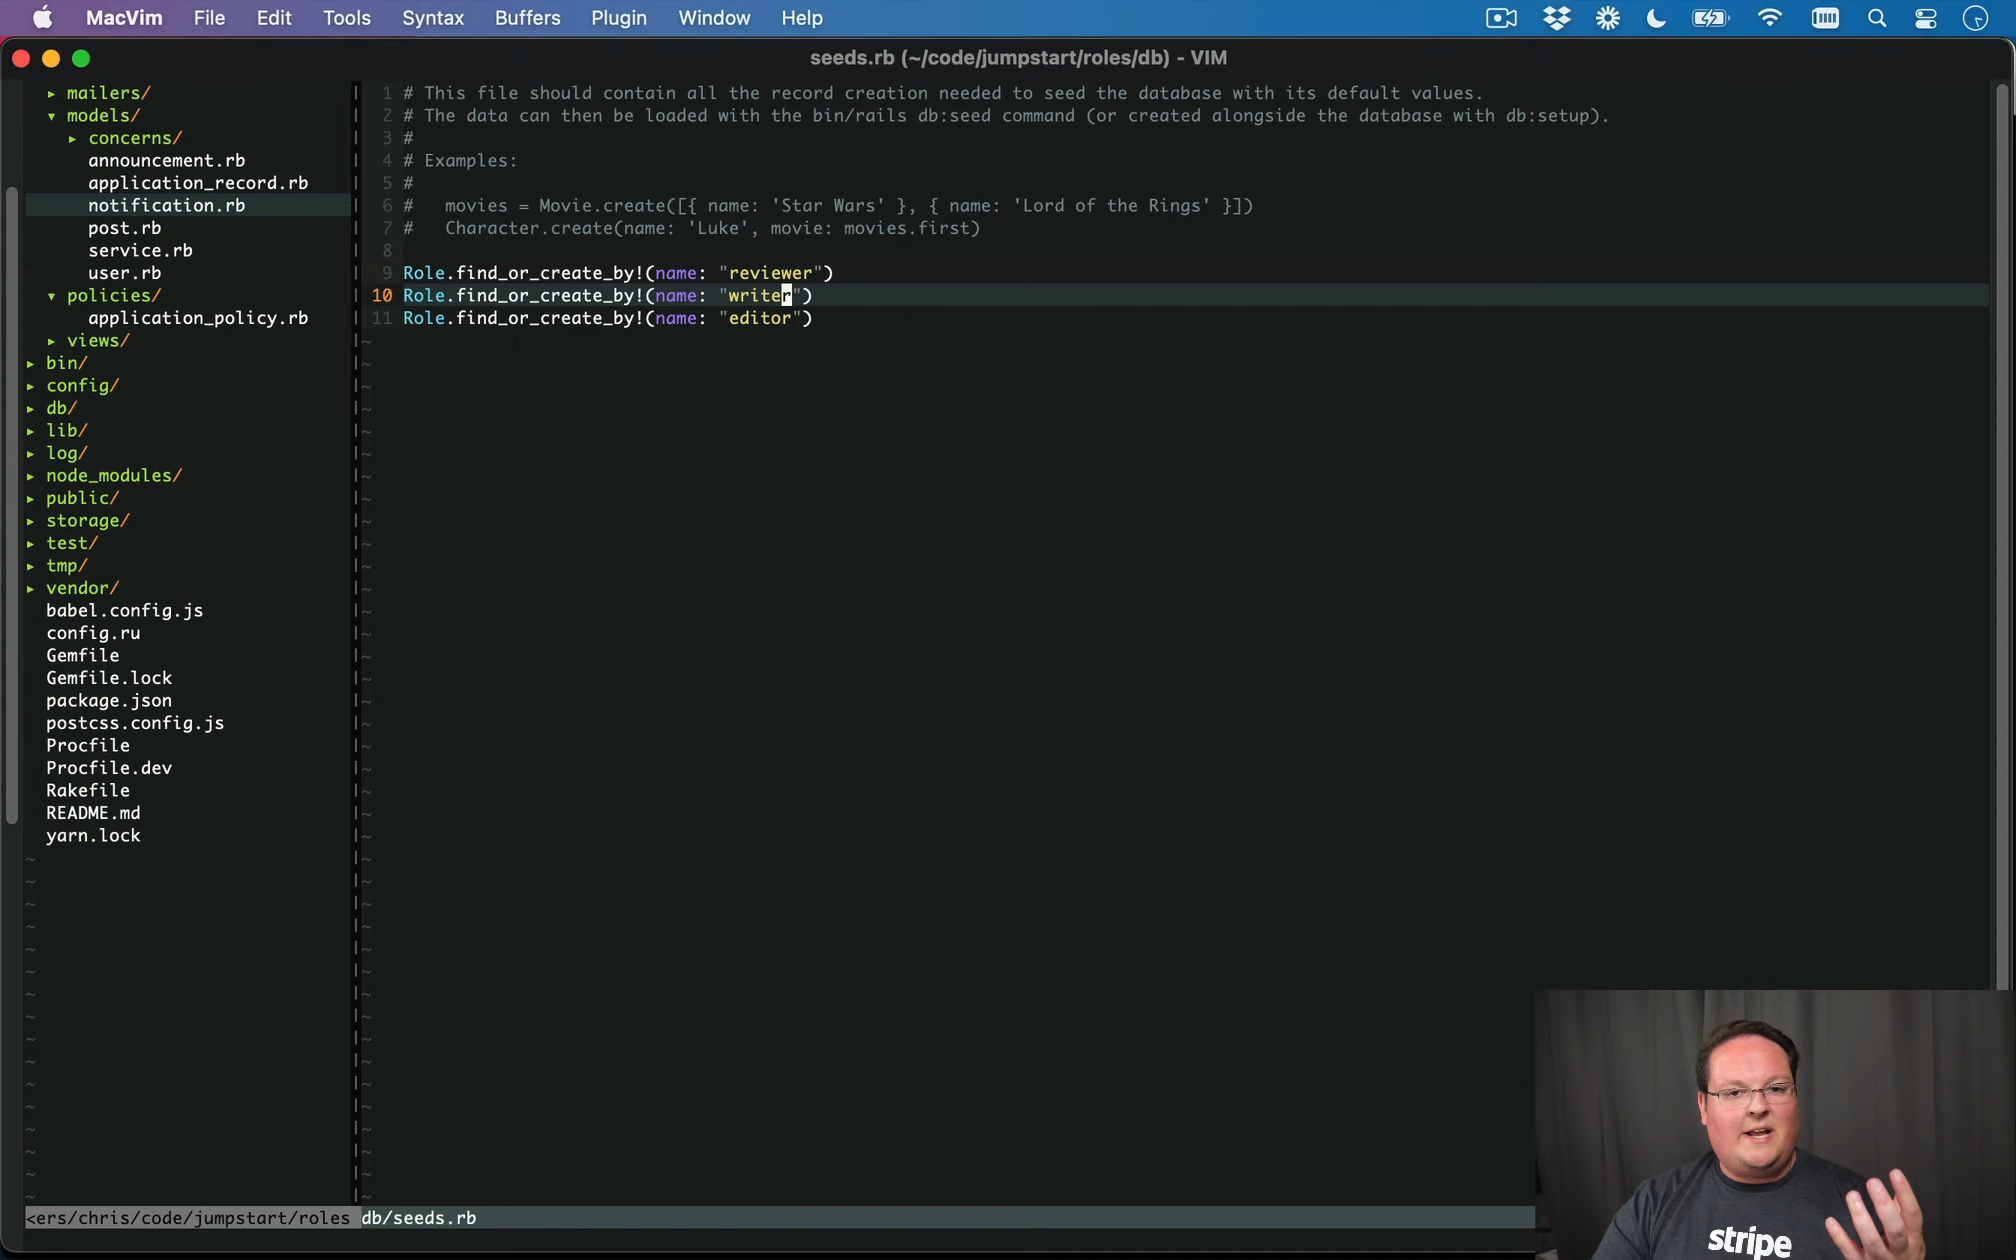 MacVim File Edit Tools Syntax Buffers Plugin Window Help
seeds.rb (~/code/jumpstart/roles/db) - VIM
▸ mailers/
▾ models/
▸ concerns/
announcement.rb
application_record.rb
notification.rb
post.rb
service.rb
user.rb
▾ policies/
application_policy.rb
▸ views/
▸ bin/
▸ config/
▸ db/
▸ lib/
▸ log/
▸ node_modules/
▸ public/
▸ storage/
▸ test/
▸ tmp/
▸ vendor/
babel.config.js
config.ru
Gemfile
Gemfile.lock
package.json
postcss.config.js
Procfile
Procfile.dev
Rakefile
README.md
yarn.lock
<ers/chris/code/jumpstart/roles
1 # This file should contain all the record creation needed to seed the database with its default values.
2 # The data can then be loaded with the bin/rails db:seed command (or created alongside the database with db:setup).
3 #
4 # Examples:
5 #
6 #   movies = Movie.create([{ name: 'Star Wars' }, { name: 'Lord of the Rings' }])
7 #   Character.create(name: 'Luke', movie: movies.first)
8
9 Role.find_or_create_by!(name: "reviewer")
10 Role.find_or_create_by!(name: "writer")
11 Role.find_or_create_by!(name: "editor")
db/seeds.rb
stripe